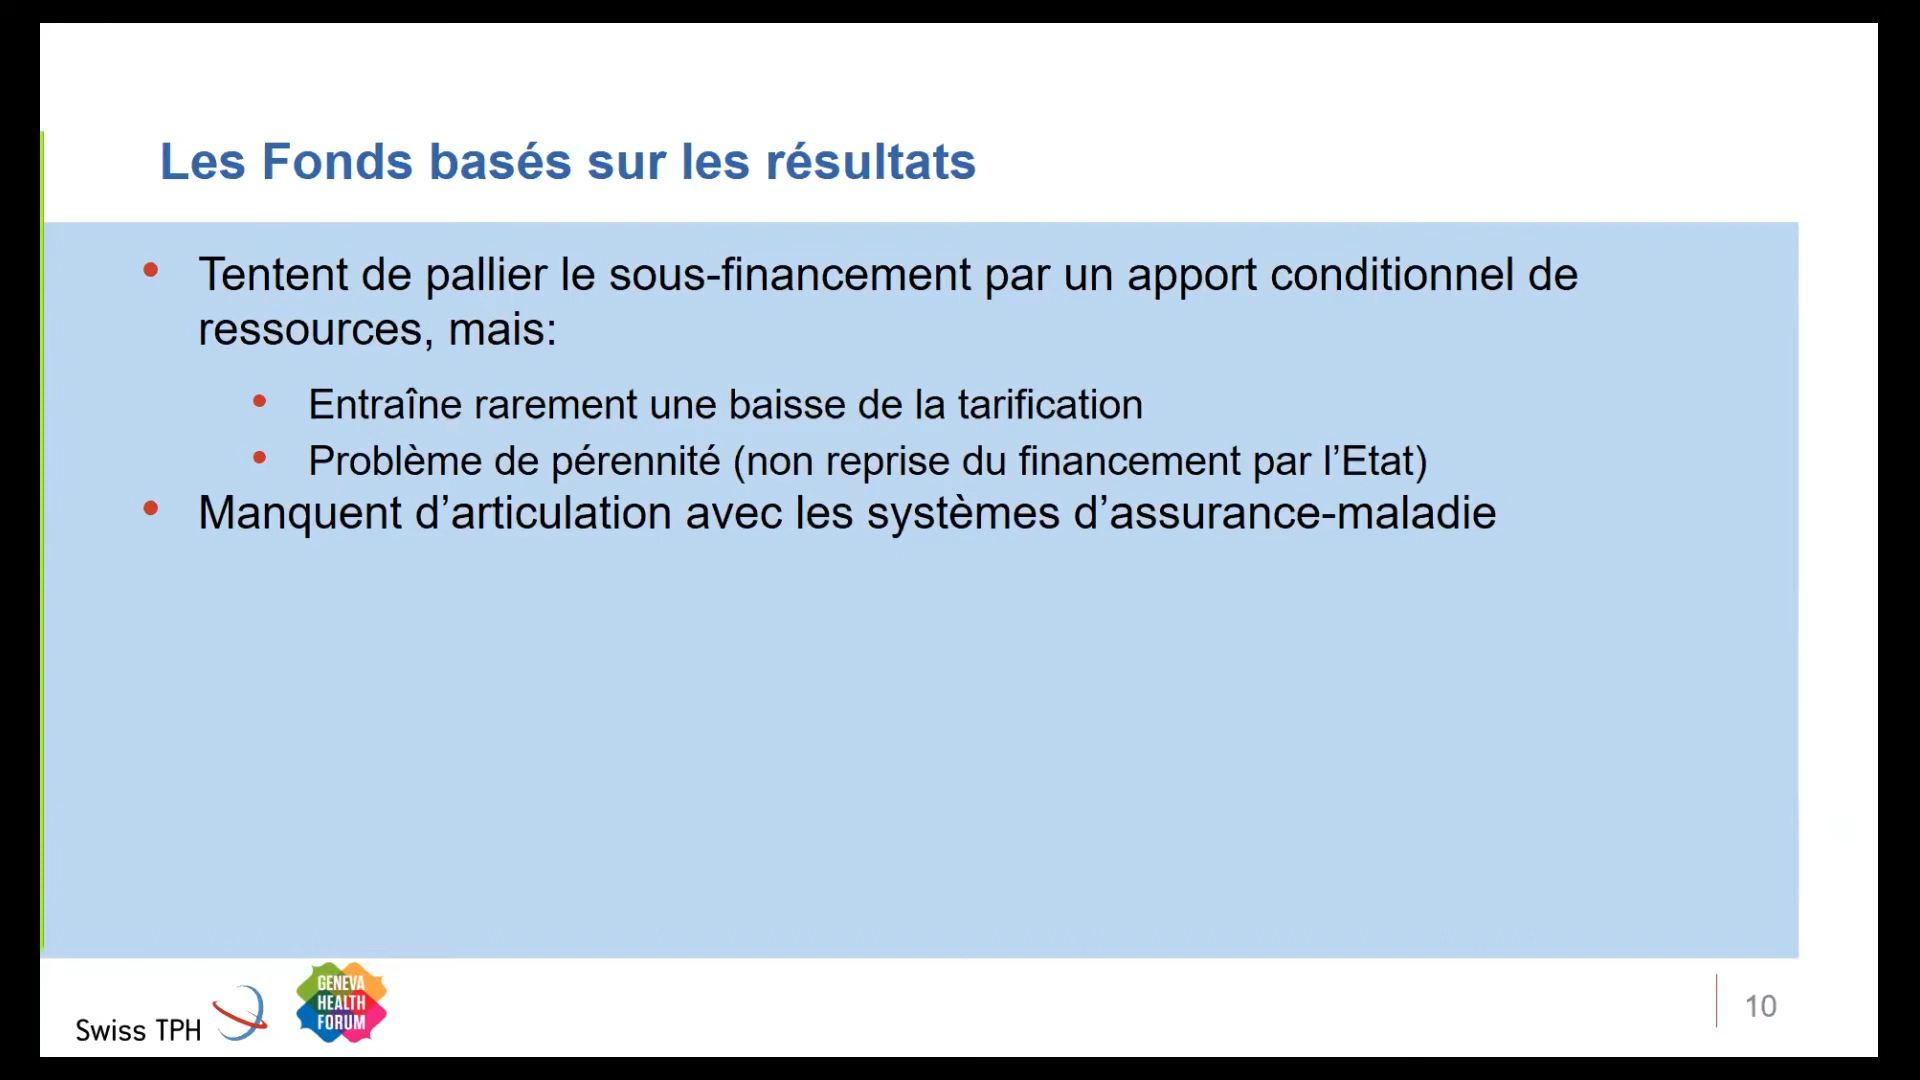 Les Fonds basés sur les résultats
• Tentent de pallier le sous-financement par un apport conditionnel de
ressources, mais:
• Entraîne rarement une baisse de la tarification
• Problème de pérennité (non reprise du financement par l’Etat)
• Manquent d’articulation avec les systèmes d’assurance-maladie
Swiss TPH
GENEVA
HEALTH
FORUM
10